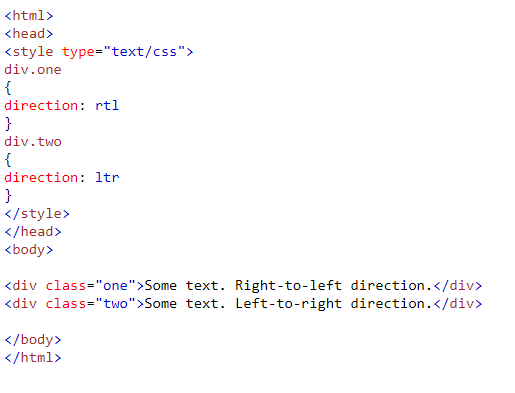 <html>
<head>
<style type="text/css">
div.one
{
direction: rtl
}
div.two
{
direction: ltr
}
</style>
</head>
<body>
<div class="one">Some text. Right-to-left direction.</div>
<div class="two">Some text. Left-to-right direction.</div>
</body>
</html>